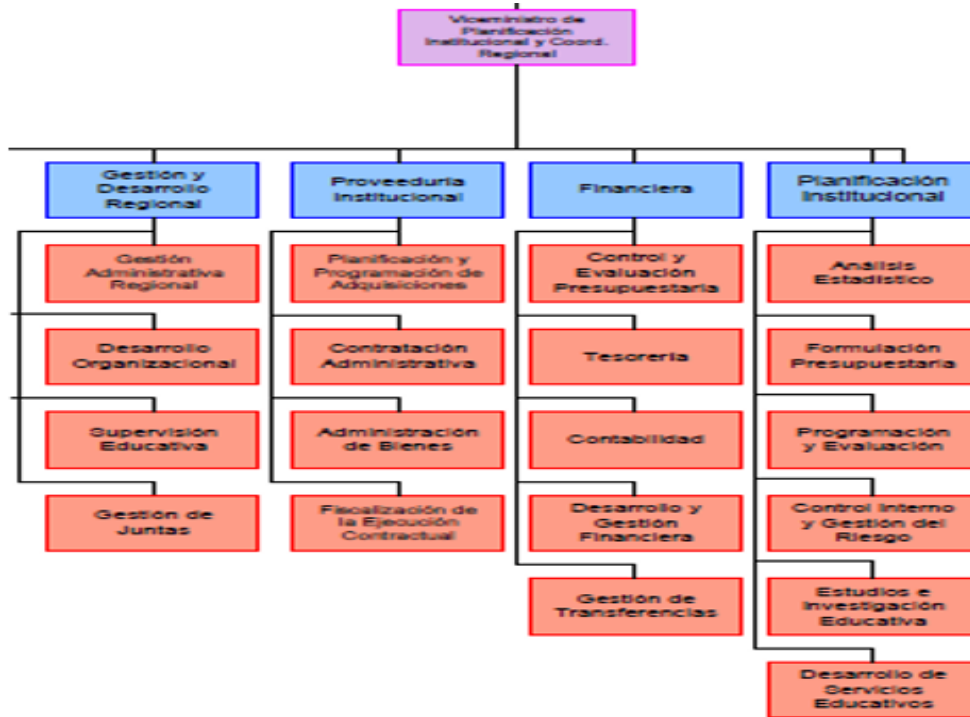 Viceministro de
Planificación
Institucional y Coord.
Regional
Gestión y
Desarrollo
Regional
Proveeduría
Institucional
Financiera
Planificación
Institucional
Gestión
Administrativa
Regional
Planificación y
Programación de
Adquisiciones
Control y
Evaluación
Presupuestaria
Análisis
Estadístico
Desarrollo
Organizacional
Contratación
Administrativa
Tesorería
Formulación
Presupuestaria
Supervisión
Educativa
Administración
de Bienes
Contabilidad
Programación
y Evaluación
Gestión de
Juntas
Fiscalización de
la Ejecución
Contractual
Desarrollo y
Gestión
Financiera
Control Interno
y Gestión del
Riesgo
Gestión de
Transferencias
Estudios e
Investigación
Educativa
Desarrollo de
Servicios
Educativos